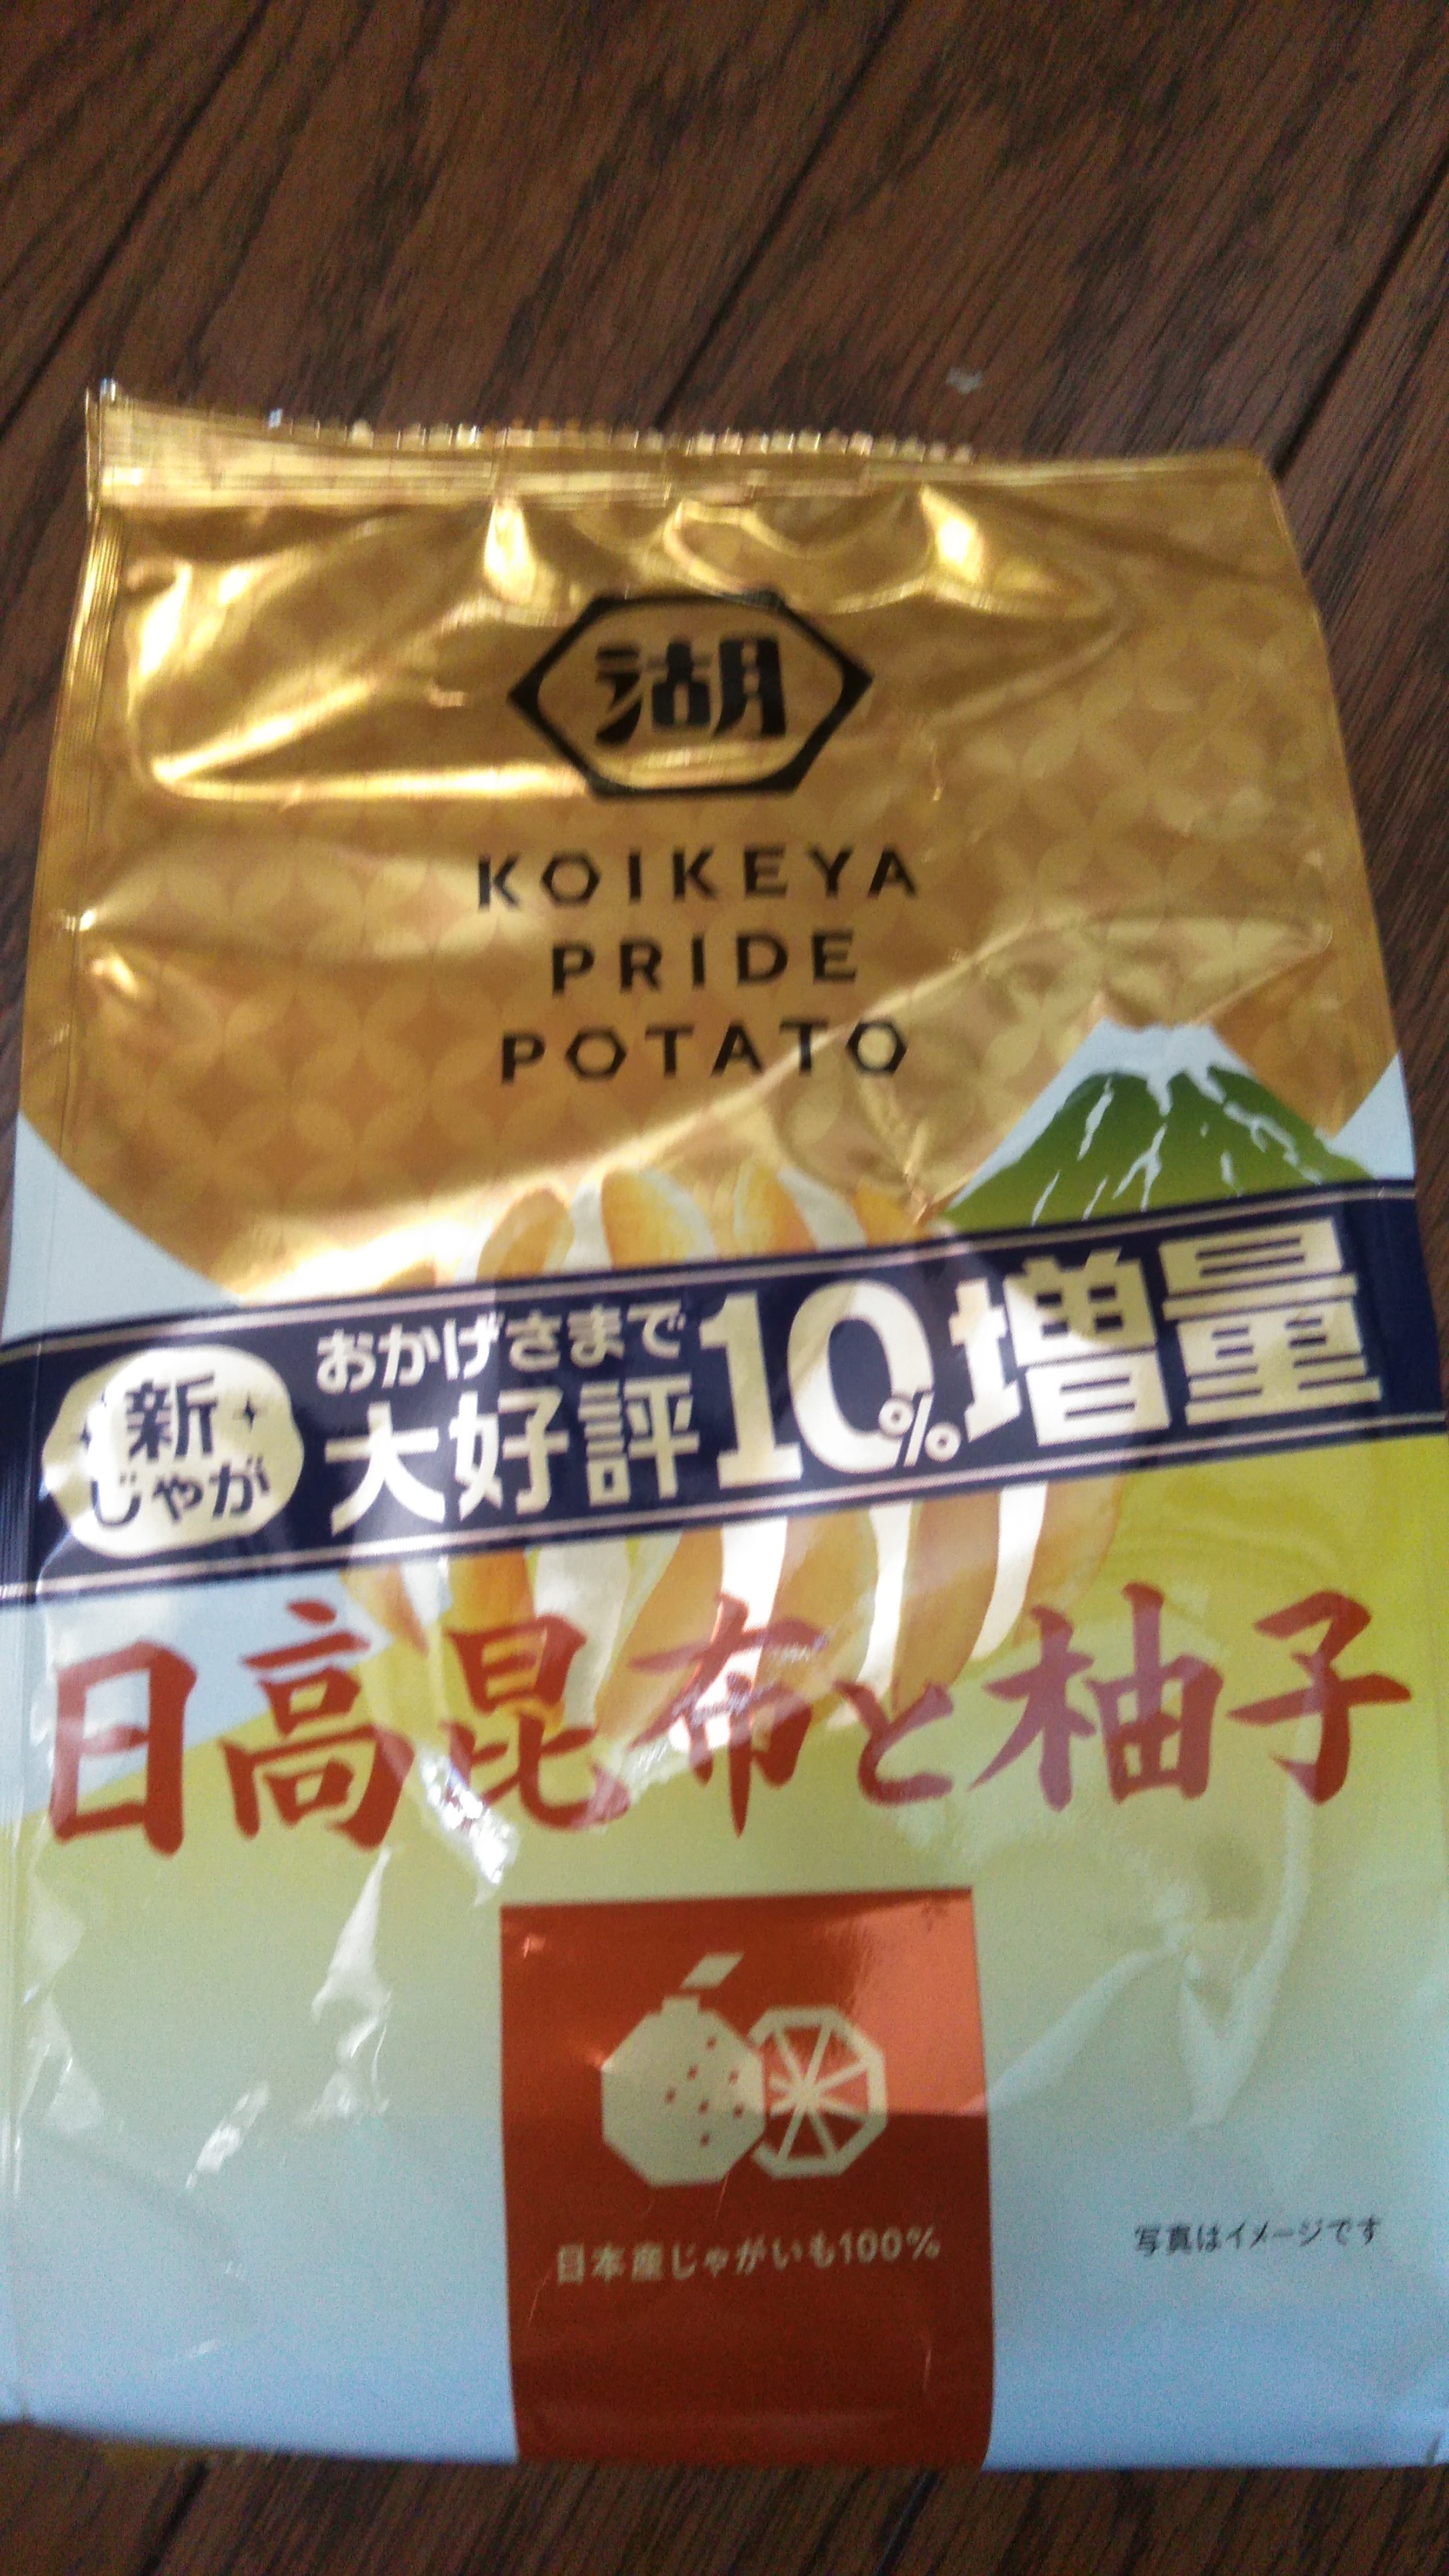 湖
KOIKEYA
PRIDE
POTATO
新
じゃが
おかげさまで
大好評
10%増量
日高昆布と柚子
日本産じゃがいも100%
写真はイメージです